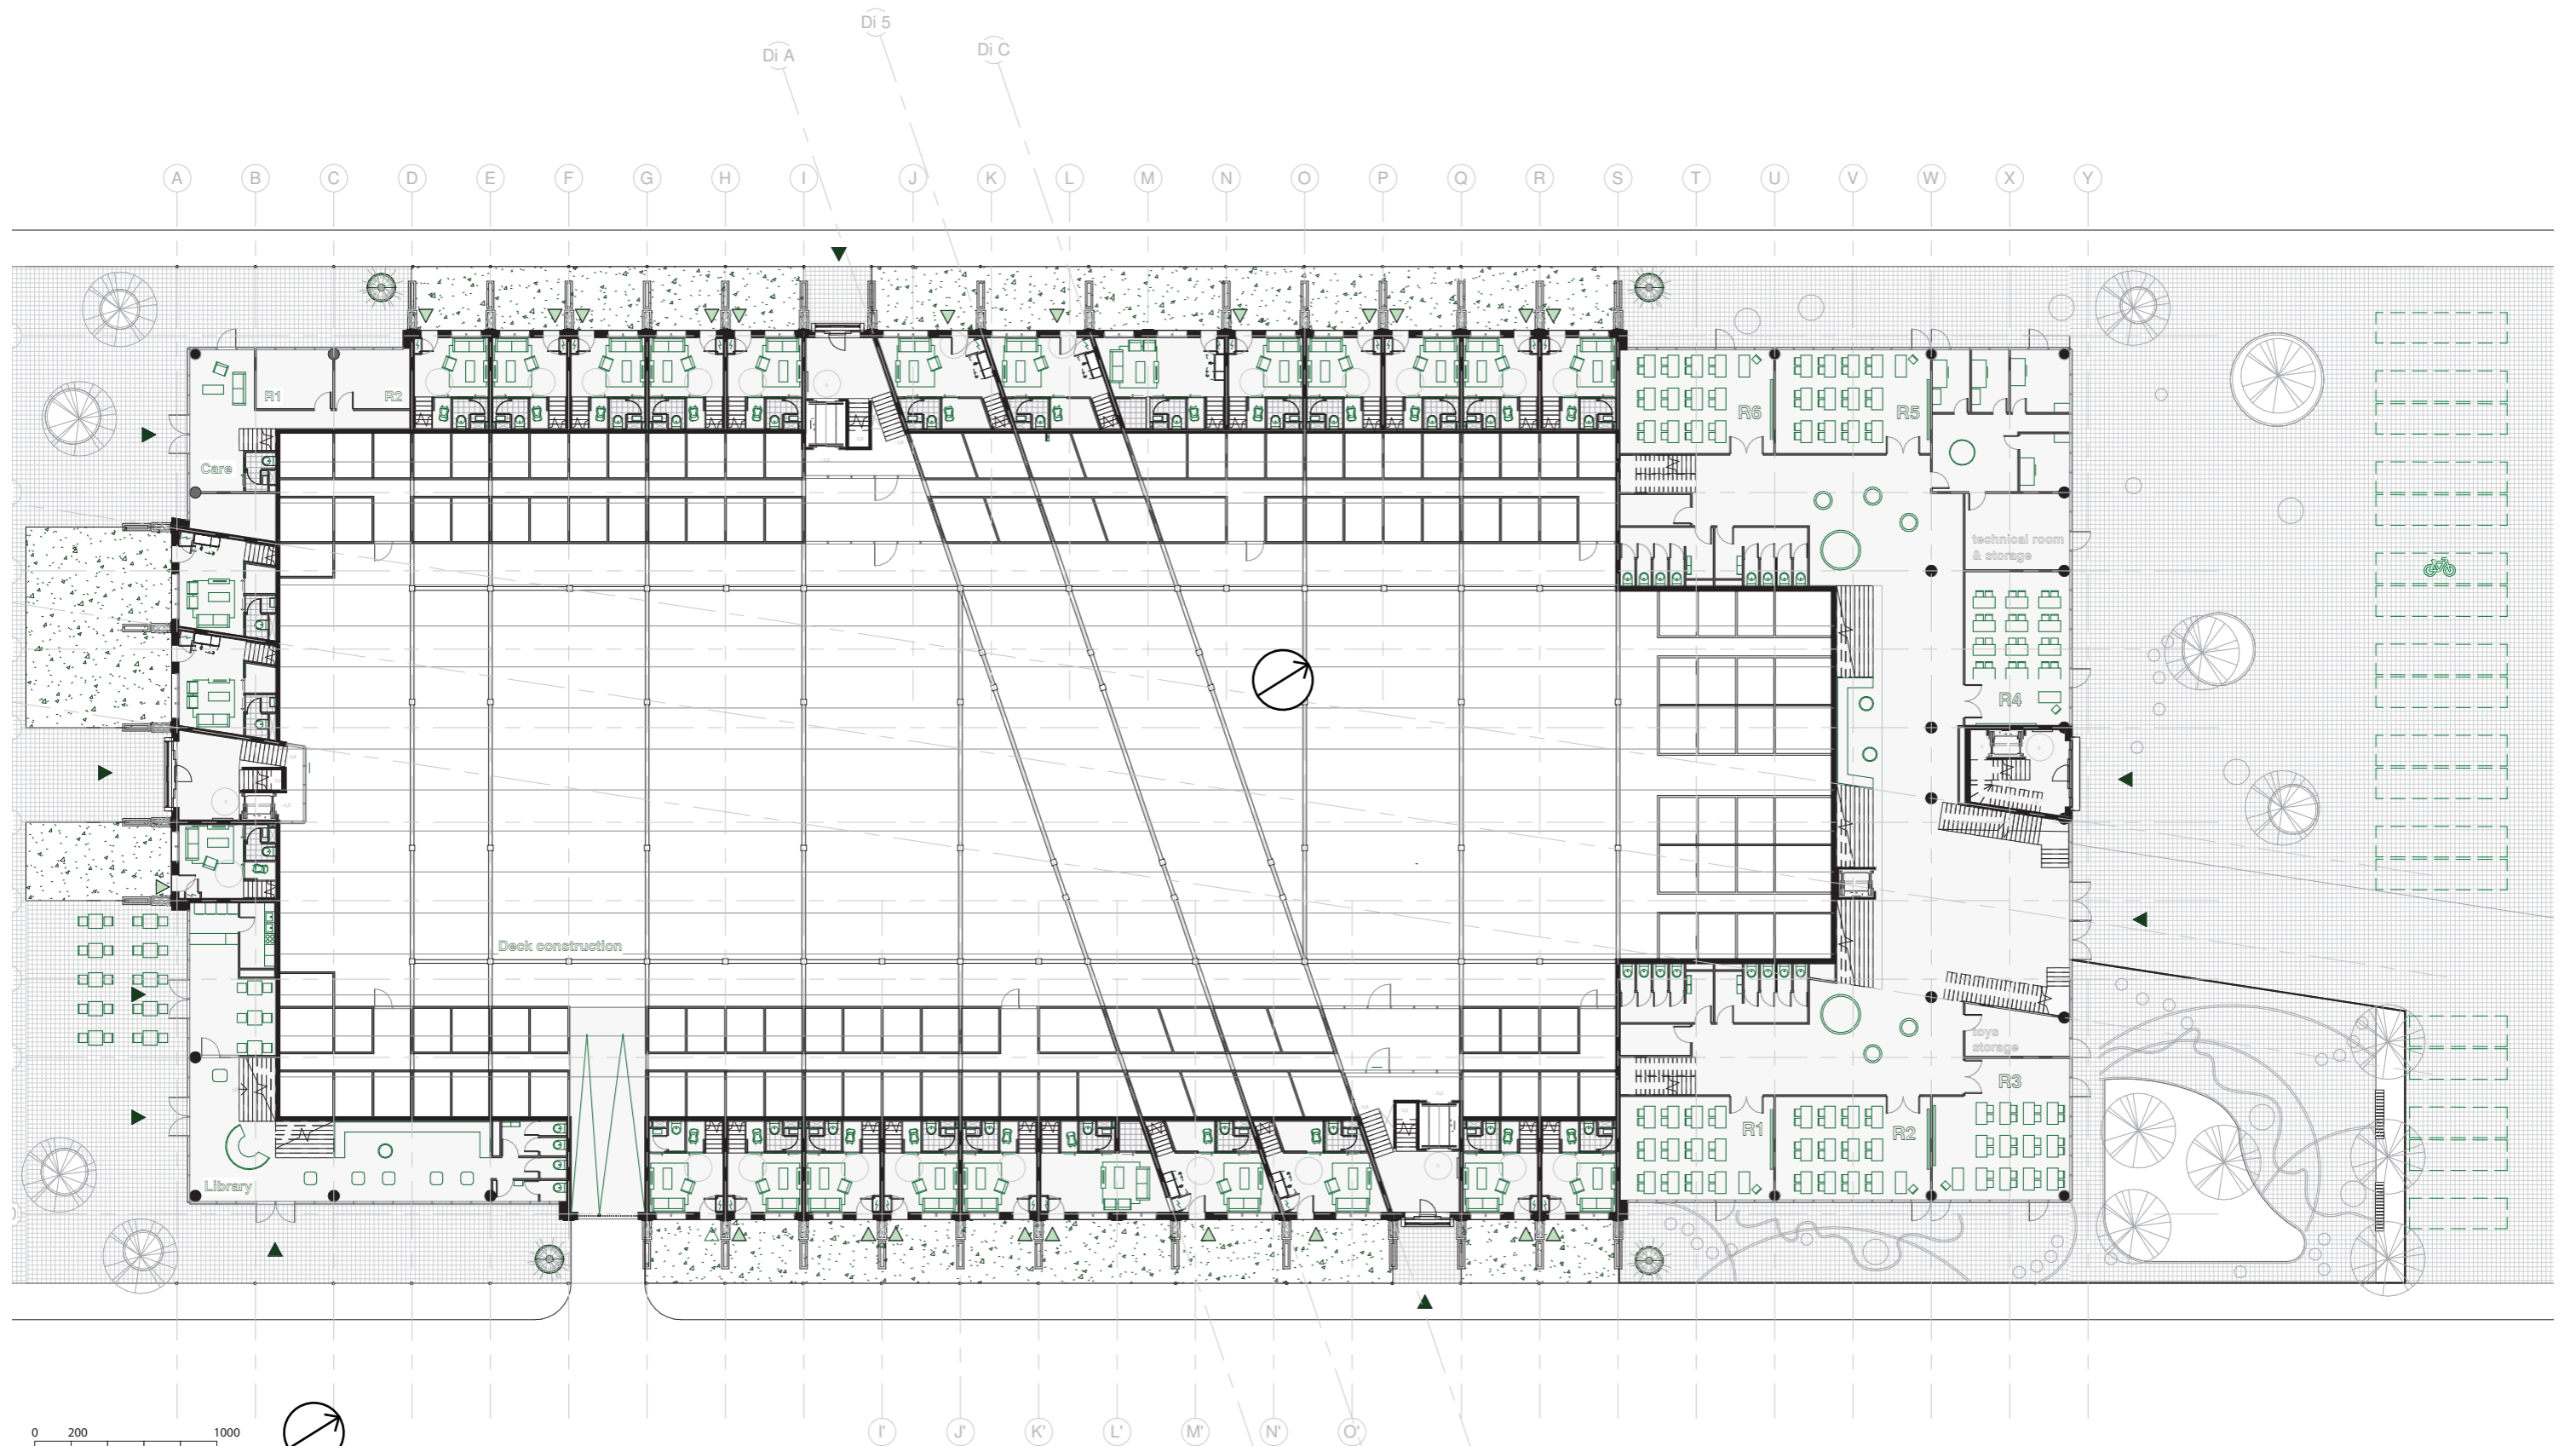 Di 5
Di A
Di C
A B C D E F G H I J K L M N O P Q R S T U V W X Y
R1
R2
R6
R5
Care
technical room
& storage
R4
Deck construction
toys
storage
R3
R1
R2
Library
0 200 1000
I' J' K' L' M' N' O'